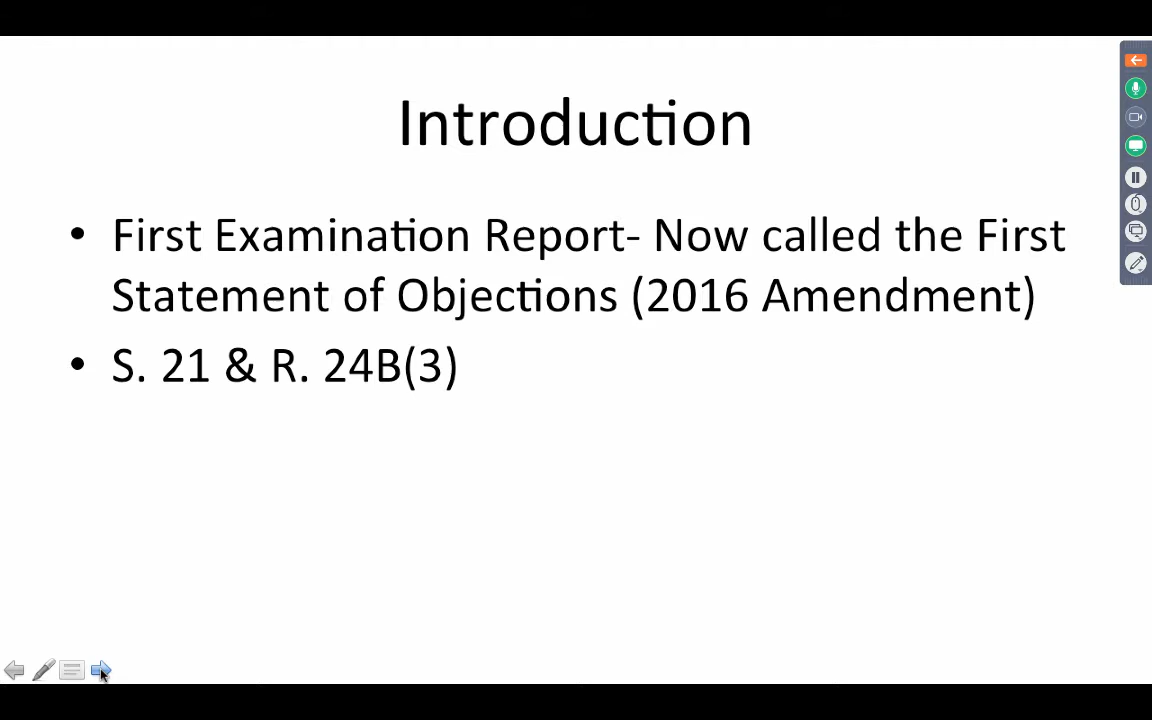 Introduction
• First Examination Report- Now called the First
Statement of Objections (2016 Amendment)
• S. 21 & R. 24B(3)